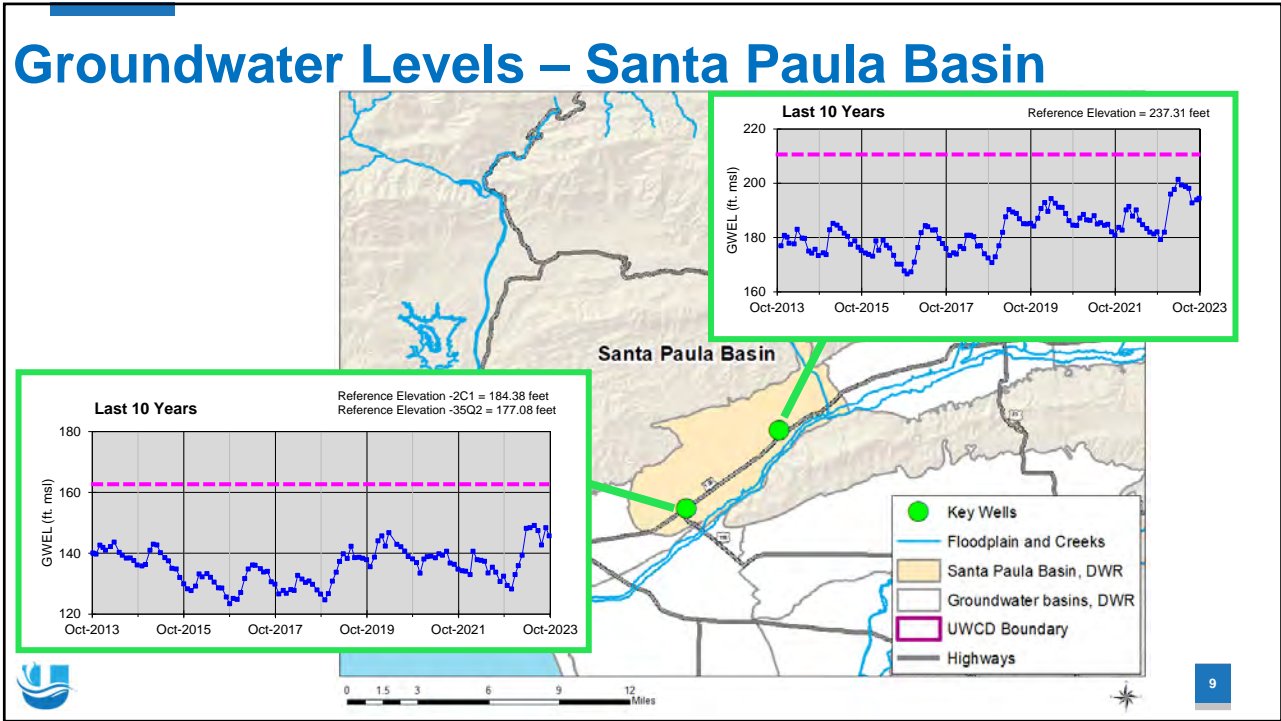 Groundwater Levels – Santa Paula Basin
Last 10 Years
Reference Elevation = 237.31 feet
GWEL (ft. msl)
220
200
180
160
Oct-2013 Oct-2015 Oct-2017 Oct-2019 Oct-2021 Oct-2023
Santa Paula Basin
Last 10 Years
Reference Elevation -2C1 = 184.38 feet
Reference Elevation -35Q2 = 177.08 feet
GWEL (ft. msl)
180
160
140
120
Oct-2013 Oct-2015 Oct-2017 Oct-2019 Oct-2021 Oct-2023
Key Wells
Floodplain and Creeks
Santa Paula Basin, DWR
Groundwater basins, DWR
UWCD Boundary
Highways
0 1.5 3 6 9 12
Miles
9